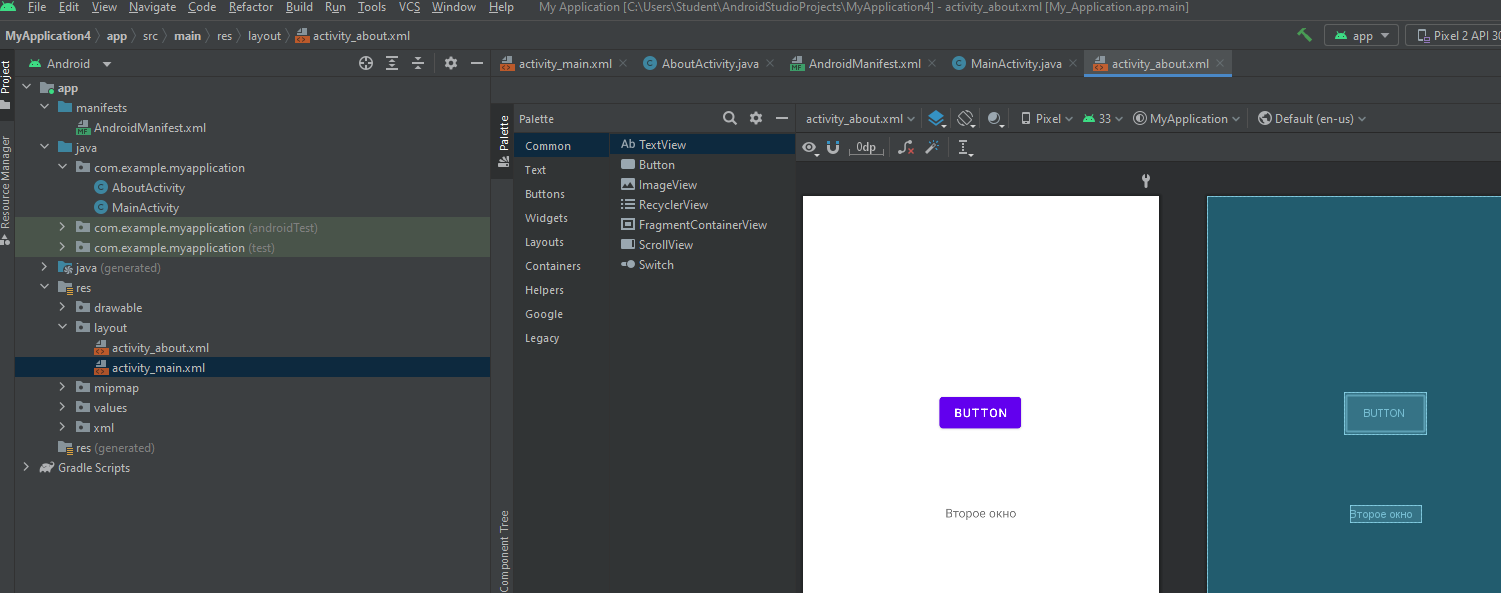 File Edit View Navigate Code Refactor Build Run Tools VCS Window Help My Application [C:\Users\Student\AndroidStudioProjects\MyApplication4] - activity_about.xml [My_Application.app.main]
MyApplication4 app src main res layout activity_about.xml app Pixel 2 API 30
Project
Resource Manager
Android
app
manifests
AndroidManifest.xml
java
com.example.myapplication
AboutActivity
MainActivity
com.example.myapplication (androidTest)
com.example.myapplication (test)
java (generated)
res
drawable
layout
activity_about.xml
activity_main.xml
mipmap
values
xml
res (generated)
Gradle Scripts
activity_main.xml AboutActivity.java AndroidManifest.xml MainActivity.java activity_about.xml
Palette
Component Tree
Palette
Common
Text
Buttons
Widgets
Layouts
Containers
Helpers
Google
Legacy
Ab TextView
Button
ImageView
RecyclerView
FragmentContainerView
ScrollView
Switch
activity_about.xml Pixel 33 MyApplication Default (en-us)
0dp
BUTTON
Второе окно
BUTTON
Второе окно